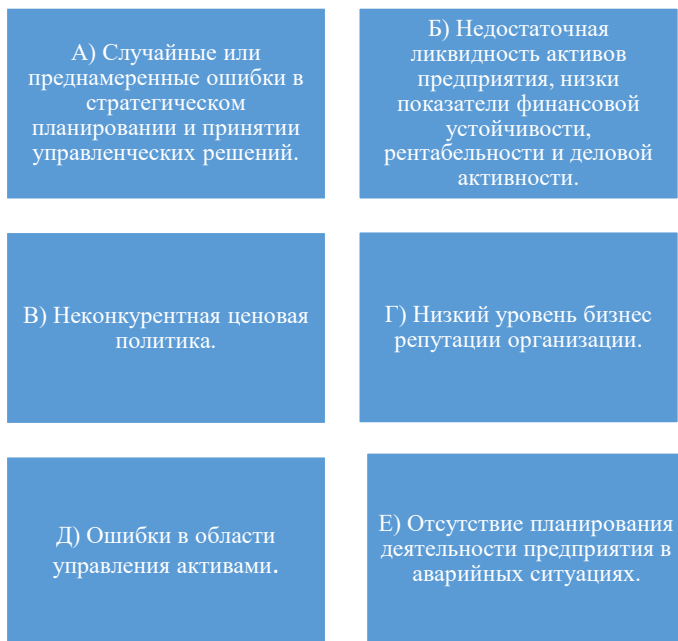 А) Случайные или
преднамеренные ошибки в
стратегическом
планировании и принятии
управленческих решений.
Б) Недостаточная
ликвидность активов
предприятия, низки
показатели финансовой
устойчивости,
рентабельности и деловой
активности.
В) Неконкурентная ценовая
политика.
Г) Низкий уровень бизнес
репутации организации.
Д) Ошибки в области
управления активами.
Е) Отсутствие планирования
деятельности предприятия в
аварийных ситуациях.